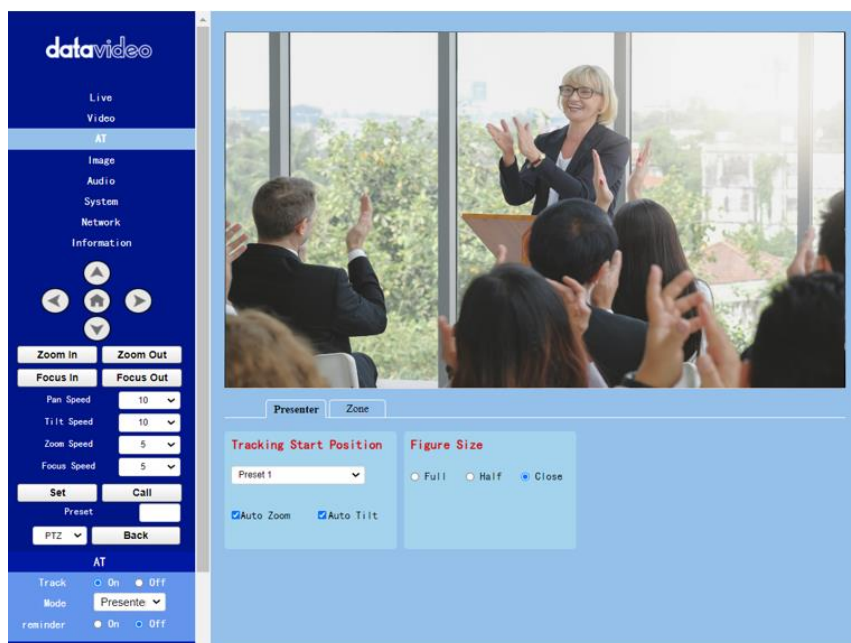 datavideo
Live
Video
AT
Image
Audio
System
Network
Information
Zoom In Zoom Out
Focus In Focus Out
Pan Speed 10
Tilt Speed 10
Zoom Speed 5
Focus Speed 5
Set Call
Preset
PTZ Back
AT
Track On Off
Mode Presente
reminder On Off
Presenter Zone
Tracking Start Position
Preset 1
Auto Zoom Auto Tilt
Figure Size
Full Half Close